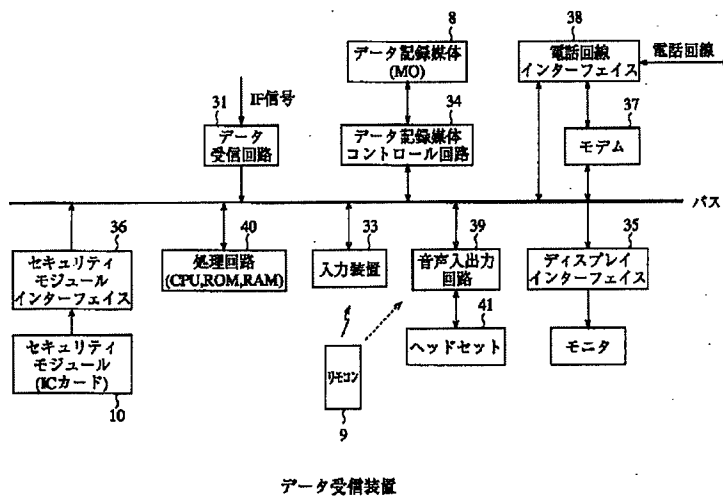 8
データ記録媒体
(MO)
38
電話回線
インターフェイス
電話回線
IF信号
31
データ
受信回路
34
データ記録媒体
コントロール回路
37
モデム
バス
36
セキュリティ
モジュール
インターフェイス
40
処理回路
(CPU,ROM,RAM)
33
入力装置
39
音声入出力
回路
35
ディスプレイ
インターフェイス
セキュリティ
モジュール
(ICカード)
10
リモコン
9
41
ヘッドセット
モニタ
データ受信装置